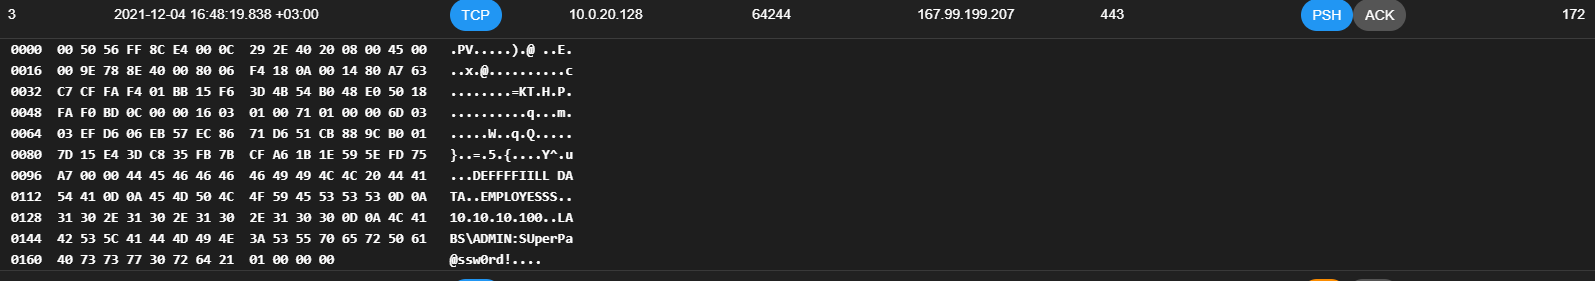 3 2021-12-04 16:48:19.838 +03:00 TCP 10.0.20.128 64244 167.99.199.207 443 PSH ACK 172
0000 00 50 56 FF 8C E4 00 0C 29 2E 40 20 08 00 45 00 .PV.....).@ ..E.
0016 00 9E 78 8E 40 00 80 06 F4 18 0A 00 14 80 A7 63 ..x.@..........c
0032 C7 CF FA F4 01 BB 15 F6 3D 4B 54 B0 48 E0 50 18 ........=KT.H.P.
0048 FA F0 BD 0C 00 00 16 03 01 00 71 01 00 00 6D 03 ..........q...m.
0064 03 EF D6 06 EB 57 EC 86 71 D6 51 CB 88 9C B0 01 .....W..q.Q.....
0080 7D 15 E4 3D C8 35 FB 7B CF A6 1B 1E 59 5E FD 75 }..=.5.{....Y^.u
0096 A7 00 00 44 45 46 46 46 46 49 49 4C 4C 20 44 41 ...DEFFFFIILL DA
0112 54 41 0D 0A 45 4D 50 4C 4F 59 45 53 53 53 0D 0A TA..EMPLOYESSS..
0128 31 30 2E 31 30 2E 31 30 2E 31 30 30 0D 0A 4C 41 10.10.10.100..LA
0144 42 53 5C 41 44 4D 49 4E 3A 53 55 70 65 72 50 61 BS\ADMIN:SUperPa
0160 40 73 73 77 30 72 64 21 01 00 00 00 @ssw0rd!....